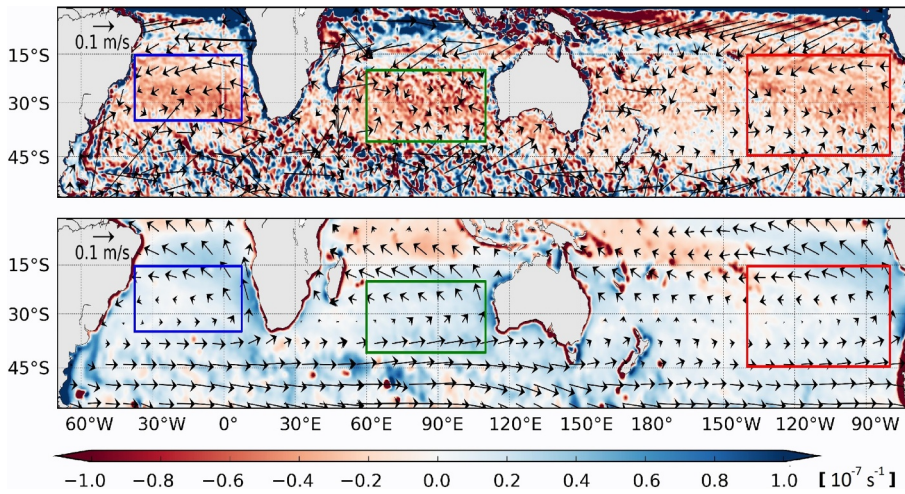 0.1 m/s
15°S
30°S
45°S
0.1 m/s
15°S
30°S
45°S
60°W 30°W 0° 30°E 60°E 90°E 120°E 150°E 150°W 120°W 90°W
−1.0 −0.8 −0.6 −0.4 −0.2 0.0 0.2 0.4 0.6 0.8 1.0 [ 10⁻⁷ s⁻¹ ]